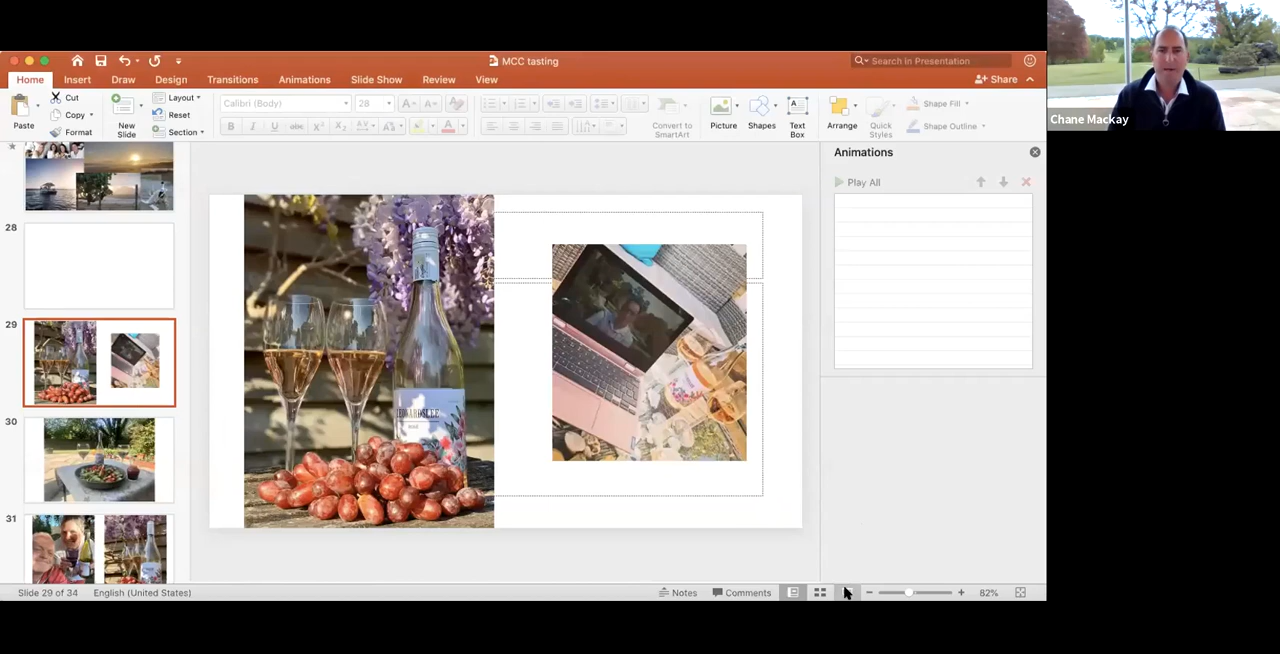 MCC tasting
Search in Presentation
Home Insert Draw Design Transitions Animations Slide Show Review View
Share
Paste
Cut
Copy
Format
New Slide
Layout
Reset
Section
Calibri (Body) 28
Convert to SmartArt
Picture
Shapes
Text Box
Arrange
Quick Styles
Shape Fill
Shape Outline
Chane Mackay
Animations
Play All
28
29
30
31
LEONARDSLEE
Slide 29 of 34
English (United States)
Notes
Comments
82%